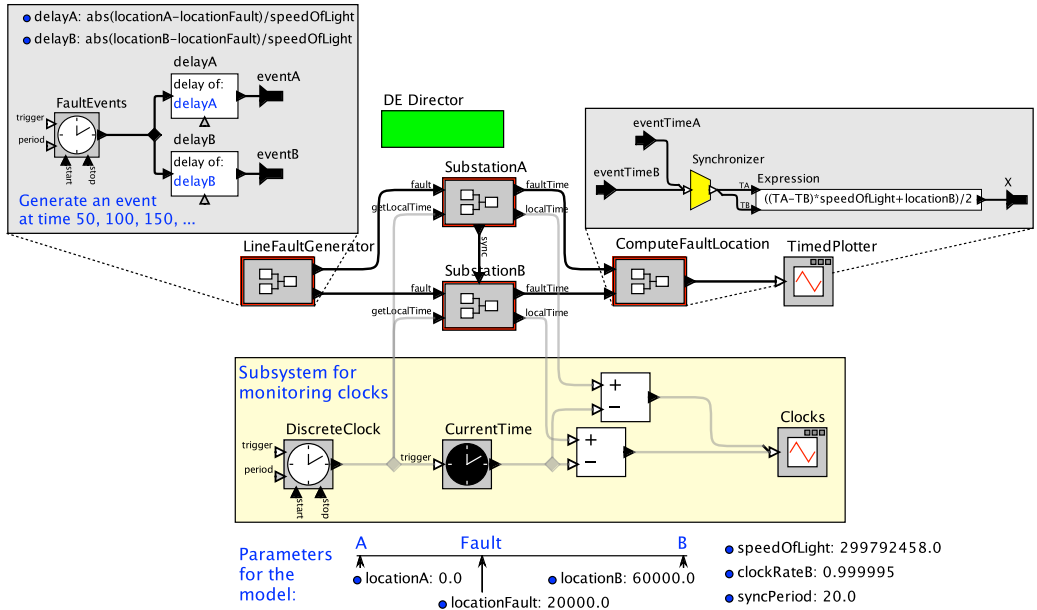 delayA: abs(locationA-locationFault)/speedOfLight
delayB: abs(locationB-locationFault)/speedOfLight
delayA
delay of:
delayA
eventA
FaultEvents
trigger
period
start
stop
delayB
delay of:
delayB
eventB
Generate an event
at time 50, 100, 150, ...
DE Director
eventTimeA
eventTimeB
Synchronizer
TA
TB
Expression
((TA-TB)*speedOfLight+locationB)/2
X
SubstationA
fault
faultTime
getLocalTime
localTime
sync
LineFaultGenerator
SubstationB
fault
faultTime
getLocalTime
localTime
ComputeFaultLocation
TimedPlotter
Subsystem for
monitoring clocks
DiscreteClock
trigger
period
start
stop
CurrentTime
trigger
+
−
+
−
Clocks
Parameters
for the
model:
A
Fault
B
locationA: 0.0
locationB: 60000.0
locationFault: 20000.0
speedOfLight: 299792458.0
clockRateB: 0.999995
syncPeriod: 20.0